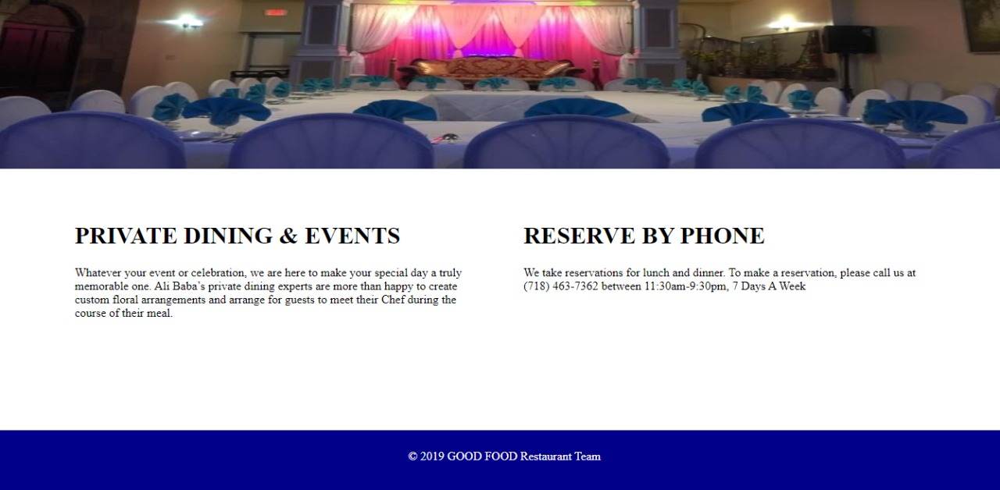 PRIVATE DINING & EVENTS
Whatever your event or celebration, we are here to make your special day a truly
memorable one. Ali Baba’s private dining experts are more than happy to create
custom floral arrangements and arrange for guests to meet their Chef during the
course of their meal.
RESERVE BY PHONE
We take reservations for lunch and dinner. To make a reservation, please call us at
(718) 463-7362 between 11:30am-9:30pm, 7 Days A Week
© 2019 GOOD FOOD Restaurant Team